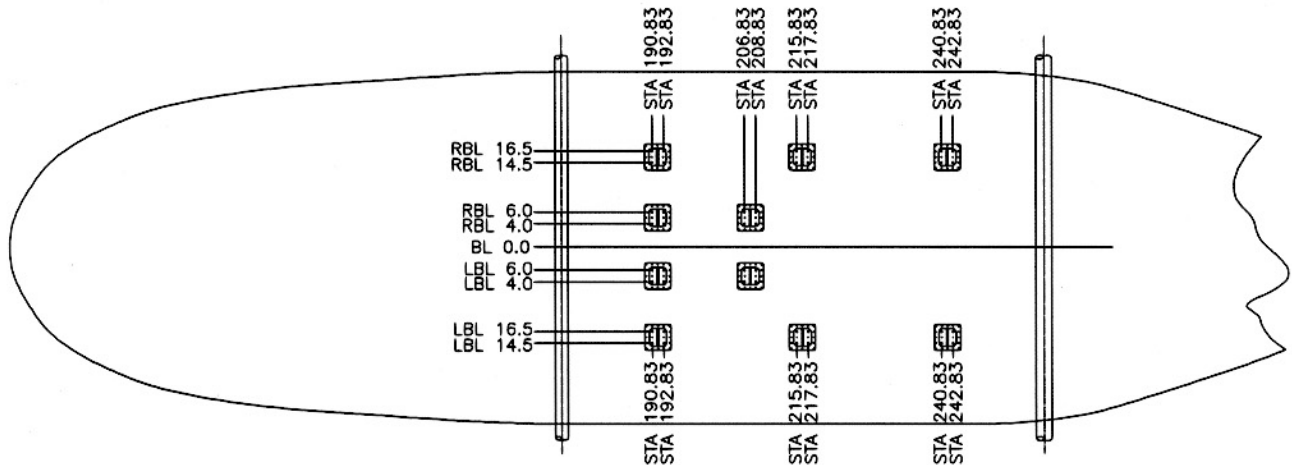 STA 190.83
STA 192.83
STA 206.83
STA 208.83
STA 215.83
STA 217.83
STA 240.83
STA 242.83
RBL 16.5
RBL 14.5
RBL 6.0
RBL 4.0
BL 0.0
LBL 6.0
LBL 4.0
LBL 16.5
LBL 14.5
STA 190.83
STA 192.83
STA 215.83
STA 217.83
STA 240.83
STA 242.83